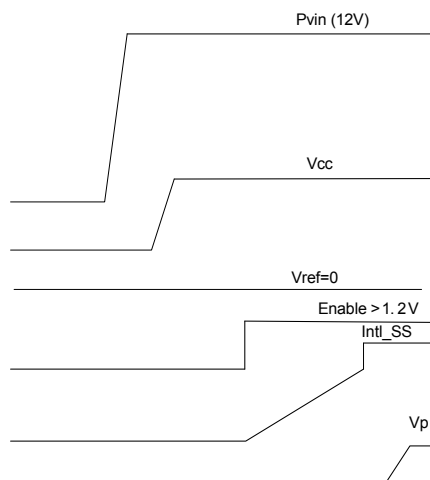 Pvin (12V)
Vcc
Vref=0
Enable >1.2V
Intl_SS
Vp